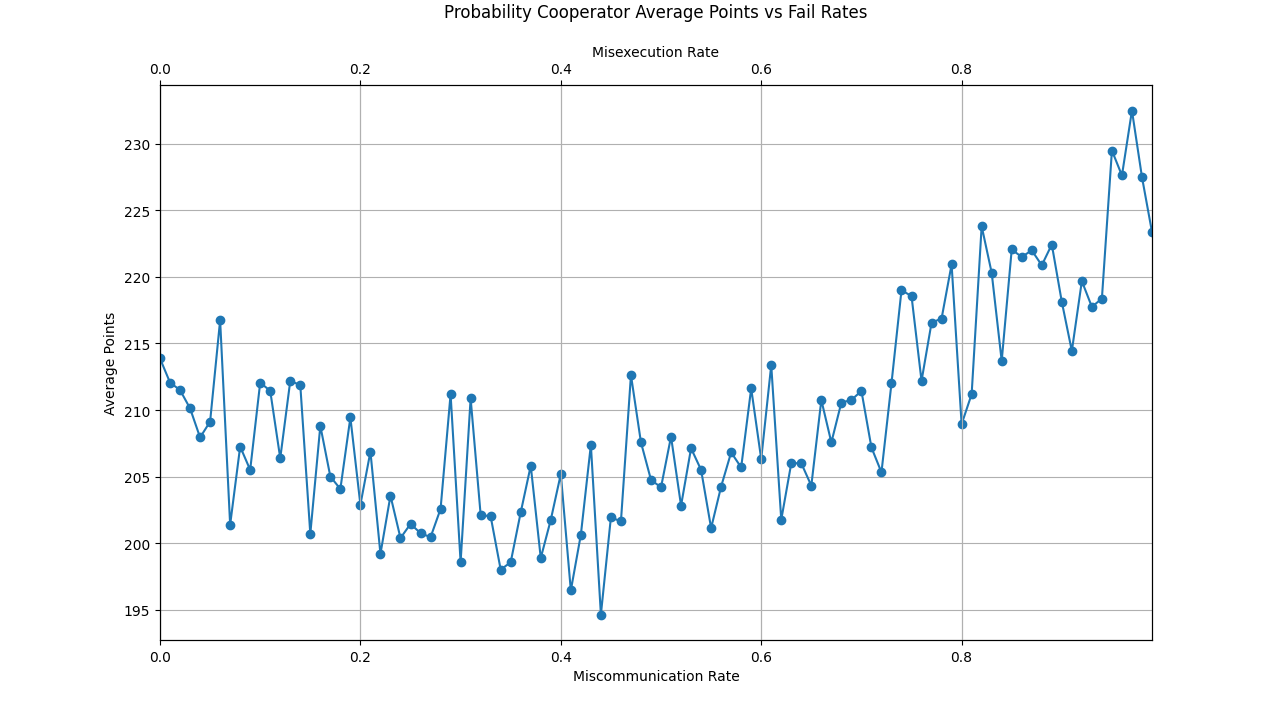 Probability Cooperator Average Points vs Fail Rates
Misexecution Rate
0.0 0.2 0.4 0.6 0.8
230
225
220
215
210
205
200
195
Average Points
0.0 0.2 0.4 0.6 0.8
Miscommunication Rate